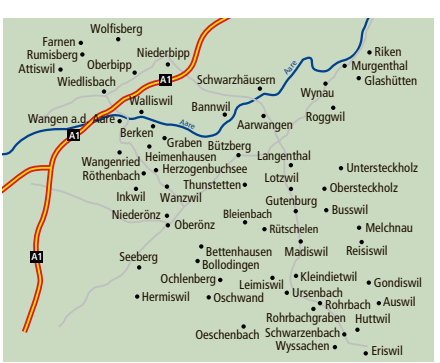 Wolfisberg
Farnen
Rumisberg
Attiswil
Niederbipp
Oberbipp
Wiedlisbach
A1
Riken
Murgenthal
Glashütten
Aare
Schwarzhäusern
Wynau
Roggwil
Walliswil
Bannwil
Wangen a.d. Aare
Aare
Aarwangen
A1
Berken
Graben
Bützberg
Heimenhausen
Wangenried
Herzogenbuchsee
Langenthal
Untersteckholz
Röthenbach
Thunstetten
Lotzwil
Obersteckholz
Inkwil
Wanzwil
Gutenburg
Busswil
Niederönz
Bleienbach
Oberönz
Rütschelen
Melchnau
A1
Bettenhausen
Madiswil
Reisiswil
Seeberg
Bollodingen
Ochlenberg
Leimiswil
Kleindietwil
Gondiswil
Hermiswil
Oschwand
Ursenbach
Rohrbach
Auswil
Rohrbachgraben
Huttwil
Oeschenbach
Schwarzenbach
Wyssachen
Eriswil